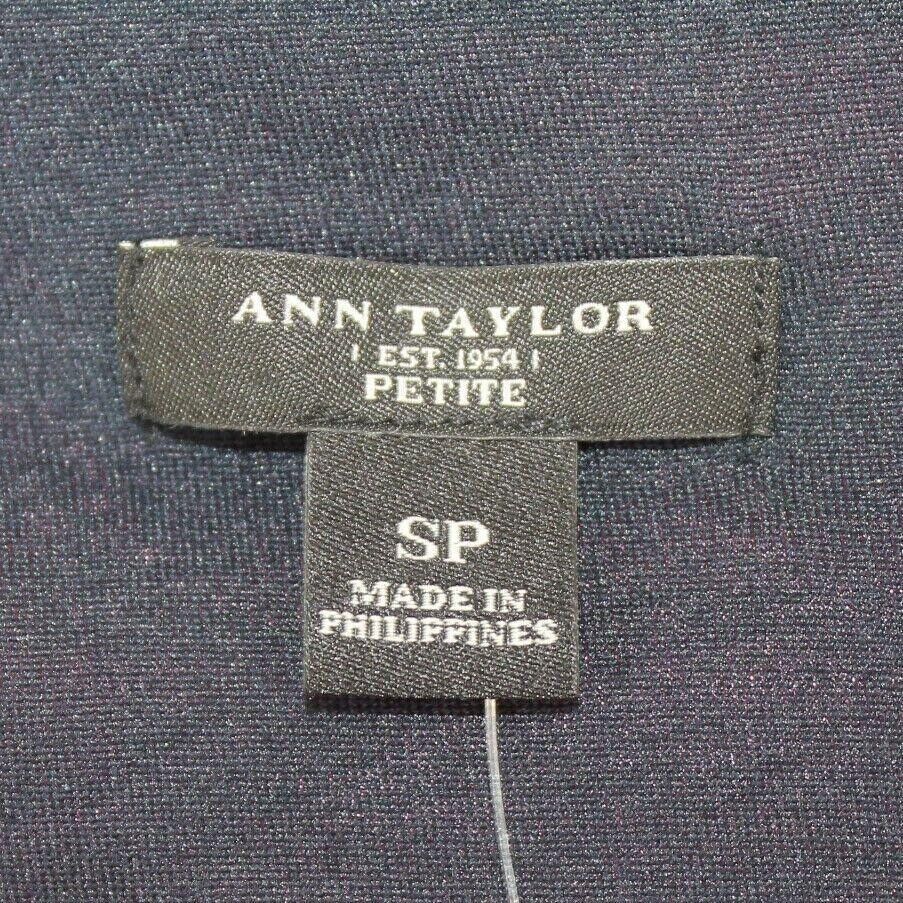 ANN TAYLOR
| EST. 1954 |
PETITE
SP
MADE IN
PHILIPPINES